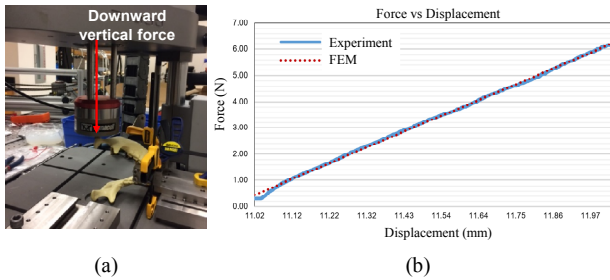 Downward
vertical force
(a)
Force vs Displacement
Experiment
FEM
Force (N)
7.00
6.00
5.00
4.00
3.00
2.00
1.00
0.00
11.02 11.12 11.22 11.32 11.43 11.54 11.64 11.75 11.86 11.97
Displacement (mm)
(b)